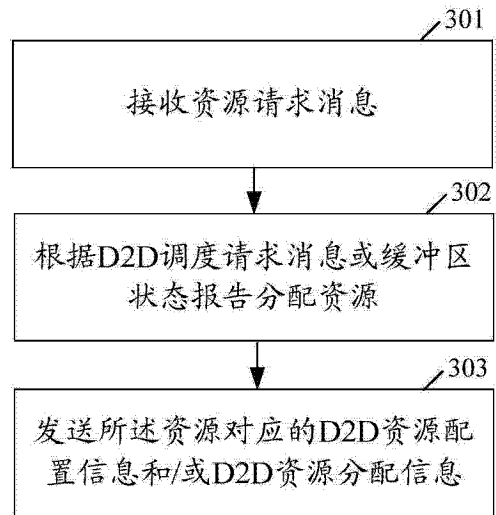 301
接收资源请求消息
302
根据D2D调度请求消息或缓冲区
状态报告分配资源
303
发送所述资源对应的D2D资源配
置信息和/或D2D资源分配信息